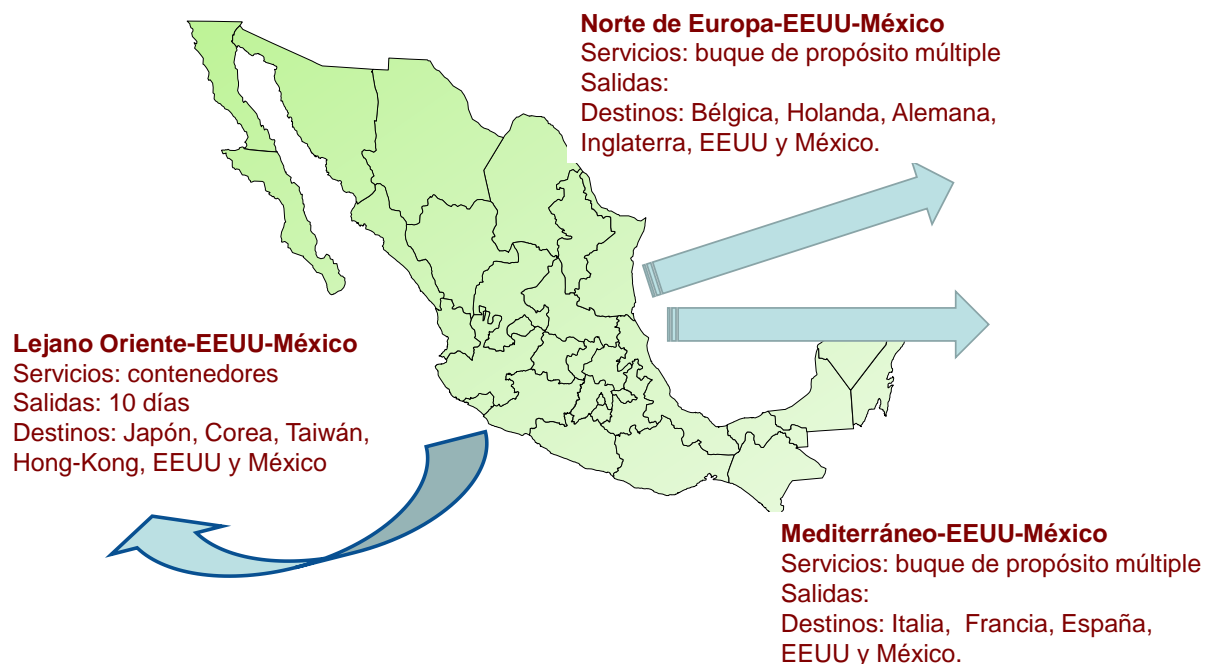 Norte de Europa-EEUU-México
Servicios: buque de propósito múltiple
Salidas:
Destinos: Bélgica, Holanda, Alemana,
Inglaterra, EEUU y México.
Lejano Oriente-EEUU-México
Servicios: contenedores
Salidas: 10 días
Destinos: Japón, Corea, Taiwán,
Hong-Kong, EEUU y México
Mediterráneo-EEUU-México
Servicios: buque de propósito múltiple
Salidas:
Destinos: Italia, Francia, España,
EEUU y México.